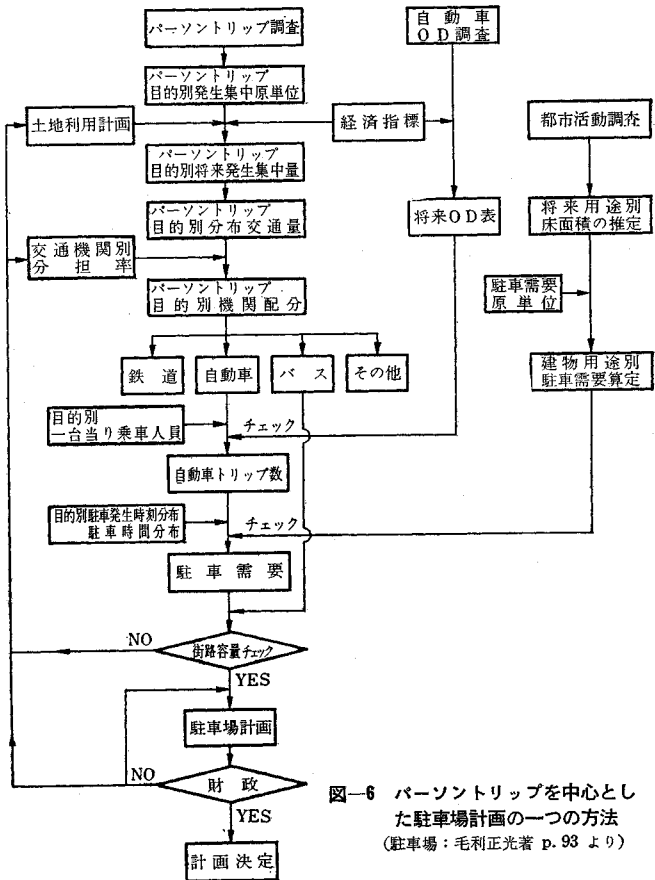 パーソントリップ調査
自動車
OD調査
パーソントリップ
目的別発生集中原単位
土地利用計画
経済指標
都市活動調査
パーソントリップ
目的別将来発生集中量
パーソントリップ
目的別分布交通量
将来OD表
将来用途別
床面積の推定
交通機関別
分担率
パーソントリップ
目的別機関配分
駐車需要
原単位
鉄道
自動車
バス
その他
建物用途別
駐車需要算定
目的別
一台当り乗車人員
チェック
自動車トリップ数
目的別駐車発生時刻分布
駐車時間分布
チェック
駐車需要
NO
街路容量チェック
YES
駐車場計画
NO
財政
YES
計画決定
図—6 パーソントリップを中心とし
た駐車場計画の一つの方法
(駐車場:毛利正光著 p.93 より)